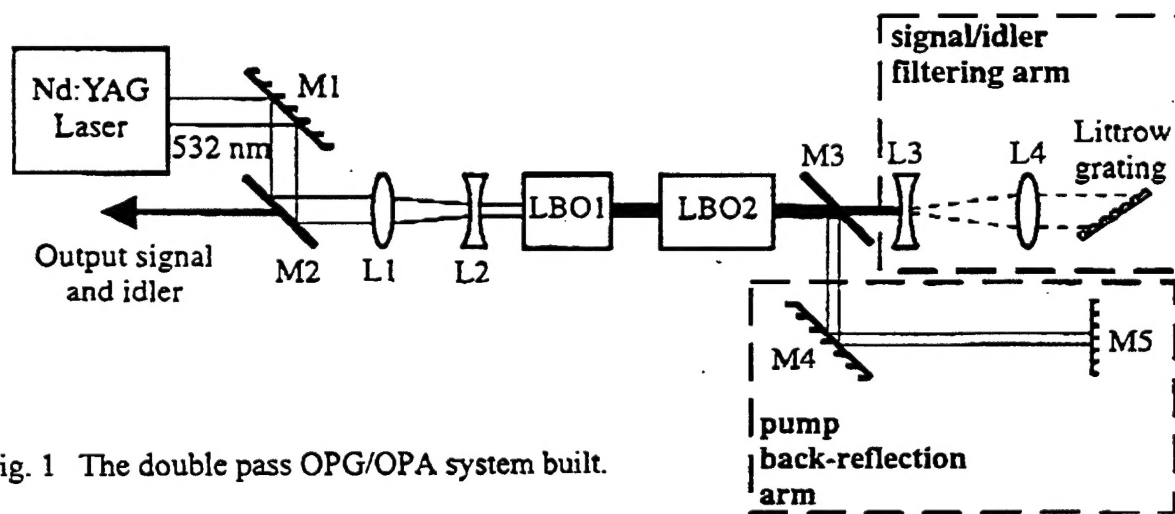 Nd:YAG
Laser
M1
532 nm
M2
L1
L2
LBO1
LBO2
M3
Output signal
and idler
signal/idler
filtering arm
L3
L4
Littrow
grating
M4
M5
pump
back-reflection
arm
ig. 1 The double pass OPG/OPA system built.